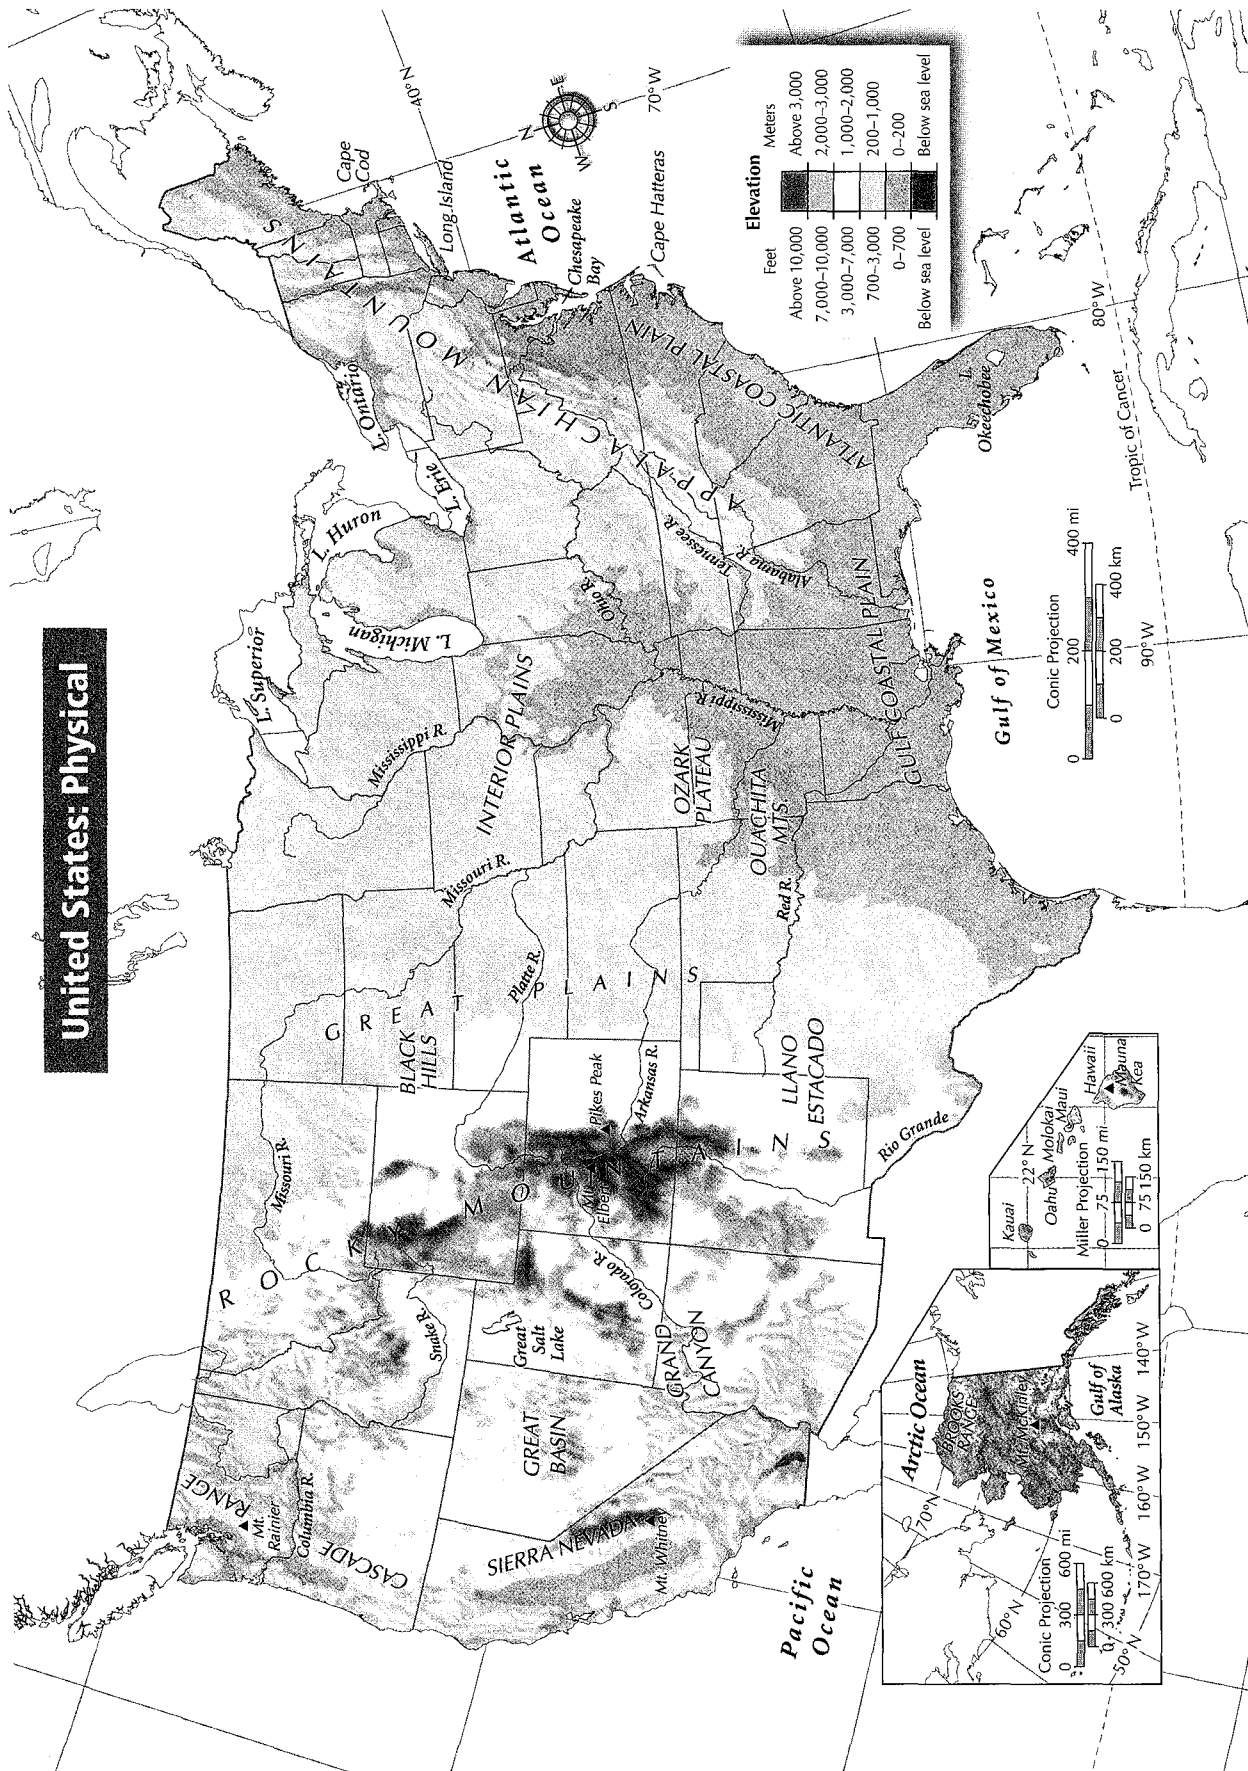 United States: Physical
CASCADE
RANGE
Mt.
Rainier
Columbia R.
ROCKY MOUNTAINS
Missouri R.
Snake R.
Great
Salt
Lake
GREAT
BASIN
SIERRA NEVADA
Mt. Whitney
GRAND
CANYON
Colorado R.
Mt.
Elbert
Pikes Peak
Arkansas R.
LLANO
ESTACADO
Rio Grande
GREAT PLAINS
BLACK
HILLS
Platte R.
Missouri R.
Red R.
INTERIOR PLAINS
Mississippi R.
OZARK
PLATEAU
OUACHITA
MTS.
Mississippi R.
GULF COASTAL PLAIN
L. Superior
L. Michigan
L. Huron
L. Erie
L. Ontario
Ohio R.
Tennessee R.
Alabama R.
APPALACHIAN MOUNTAINS
ATLANTIC COASTAL PLAIN
L.
Okeechobee
Cape
Cod
Long Island
Atlantic
Ocean
Chesapeake
Bay
Cape Hatteras
40°N
70°W
80°W
90°W
Tropic of Cancer
N
E
S
W
Pacific
Ocean
Gulf of Mexico
Conic Projection
0 200 400 mi
0 200 400 km
Elevation
Feet Meters
Above 10,000 Above 3,000
7,000–10,000 2,000–3,000
3,000–7,000 1,000–2,000
700–3,000 200–1,000
0–700 0–200
Below sea level Below sea level
Arctic Ocean
BROOKS
RANGE
Mt. McKinley
Gulf of
Alaska
70°N
60°N
50°N
170°W
160°W
150°W
140°W
Conic Projection
0 300 600 mi
0 300 600 km
Kauai
22° N
Oahu
Molokai
Maui
Hawaii
Mauna
Kea
Miller Projection
0 75 150 mi
0 75 150 km